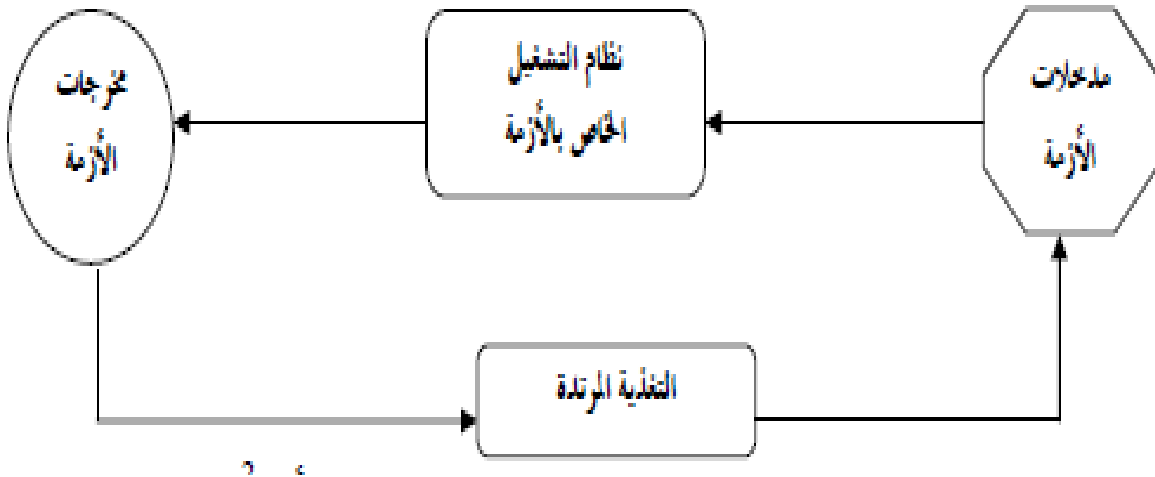 مدخلات
الأزمة
نظام التشغيل
الخاص بالأزمة
مخرجات
الأزمة
التغذية المرتدة